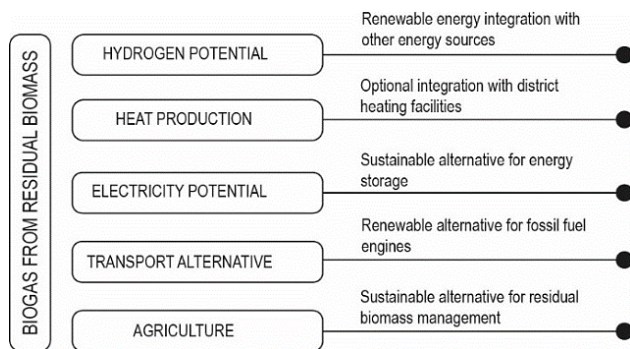 BIOGAS FROM RESIDUAL BIOMASS
HYDROGEN POTENTIAL
Renewable energy integration with
other energy sources
HEAT PRODUCTION
Optional integration with district
heating facilities
ELECTRICITY POTENTIAL
Sustainable alternative for energy
storage
TRANSPORT ALTERNATIVE
Renewable alternative for fossil fuel
engines
AGRICULTURE
Sustainable alternative for residual
biomass management